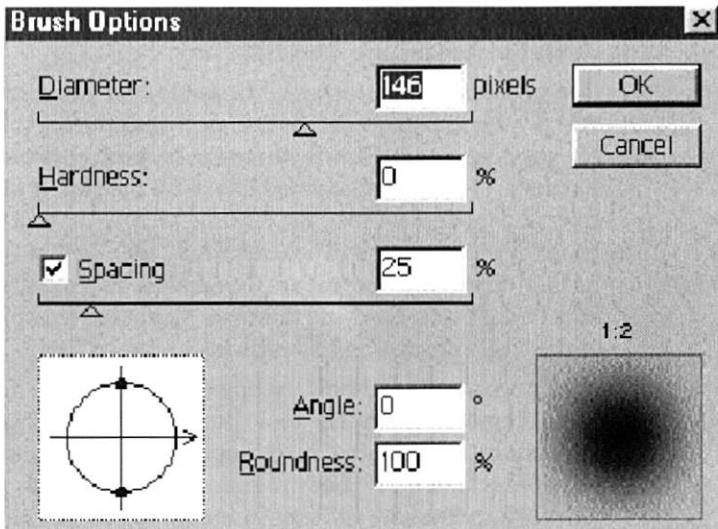 Brush Options
Diameter: 146 pixels OK
Cancel
Hardness: 0 %
Spacing 25 %
1:2
Angle: 0 °
Roundness: 100 %